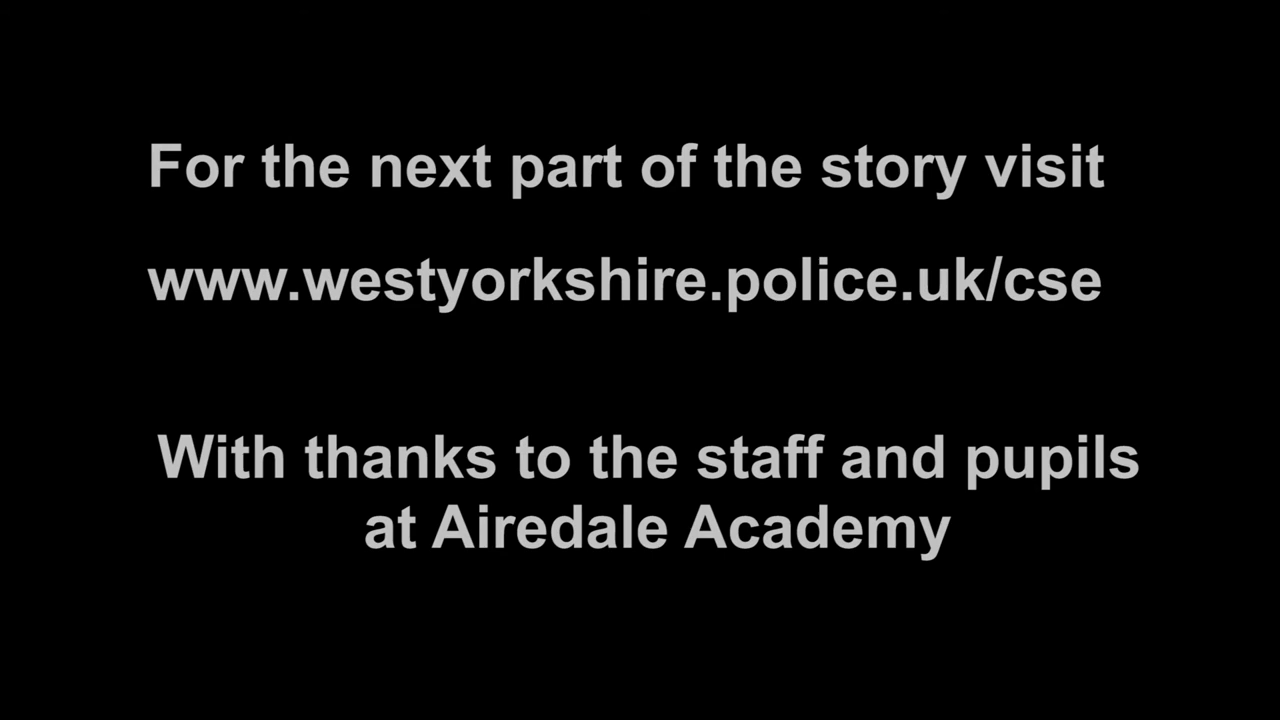 For the next part of the story visit
www.westyorkshire.police.uk/cse
With thanks to the staff and pupils
at Airedale Academy